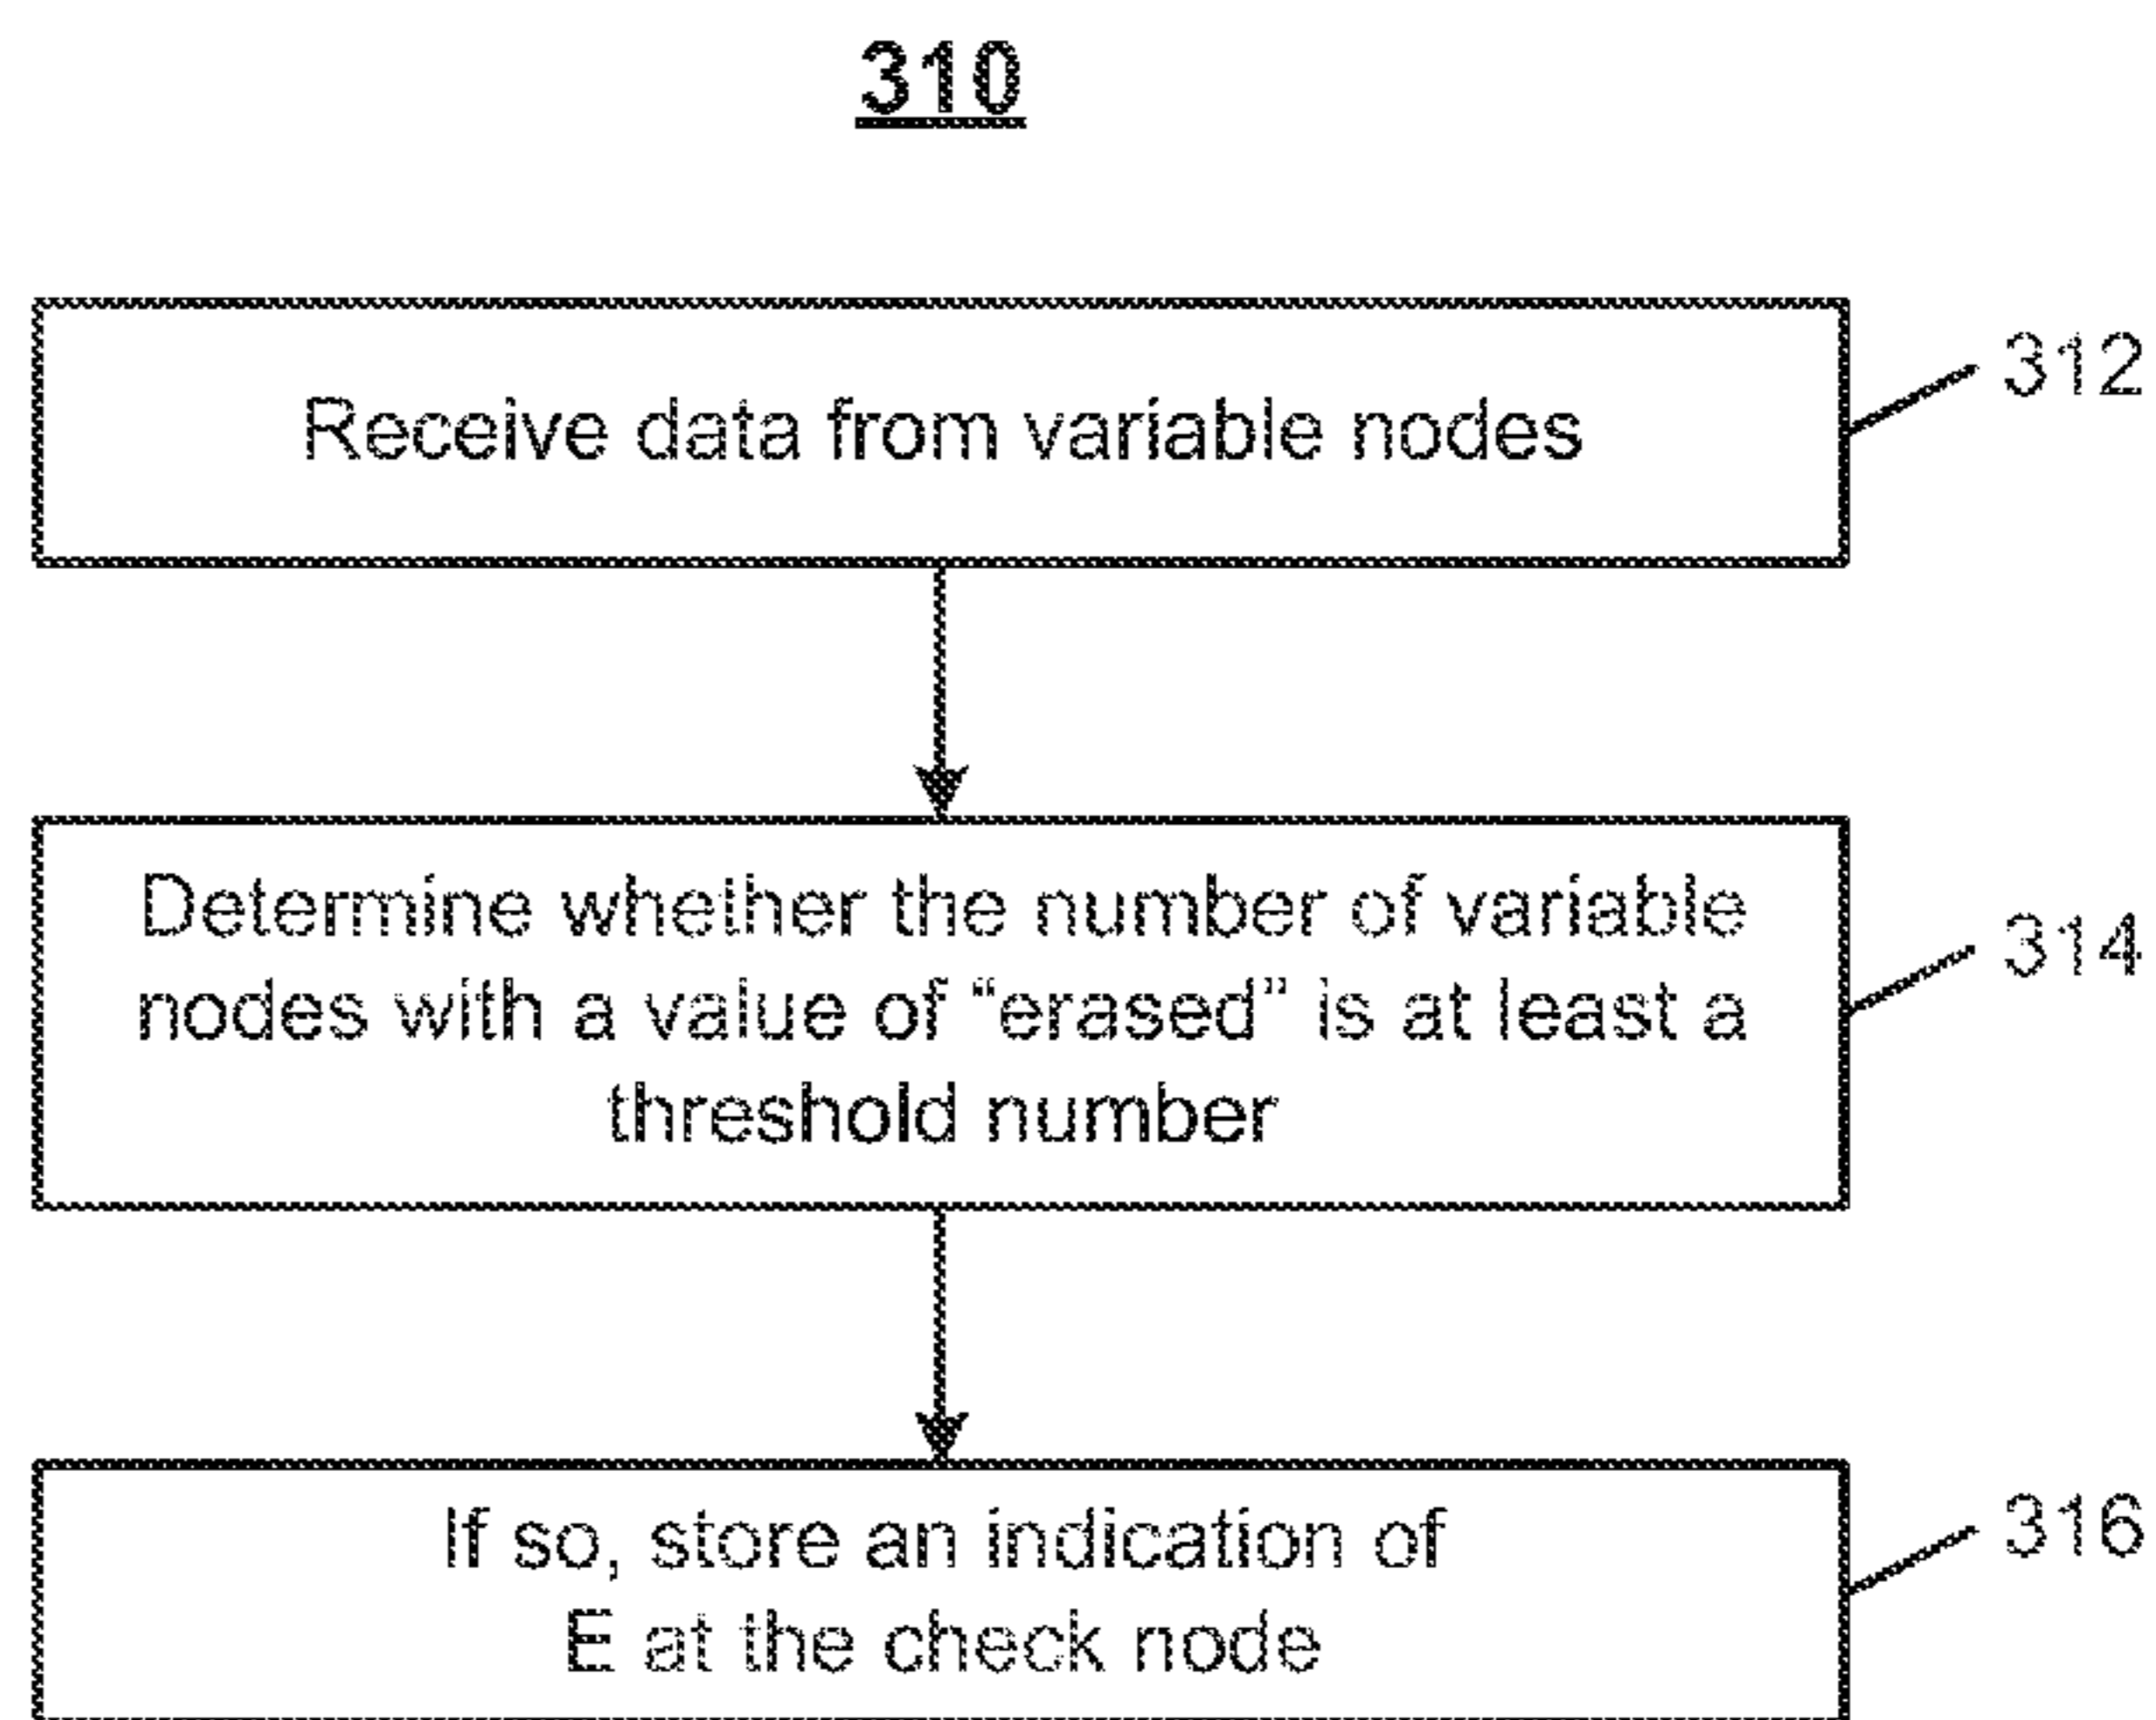 310
Receive data from variable nodes
312
Determine whether the number of variable
nodes with a value of “erased” is at least a
threshold number
314
If so, store an indication of
E at the check node
316